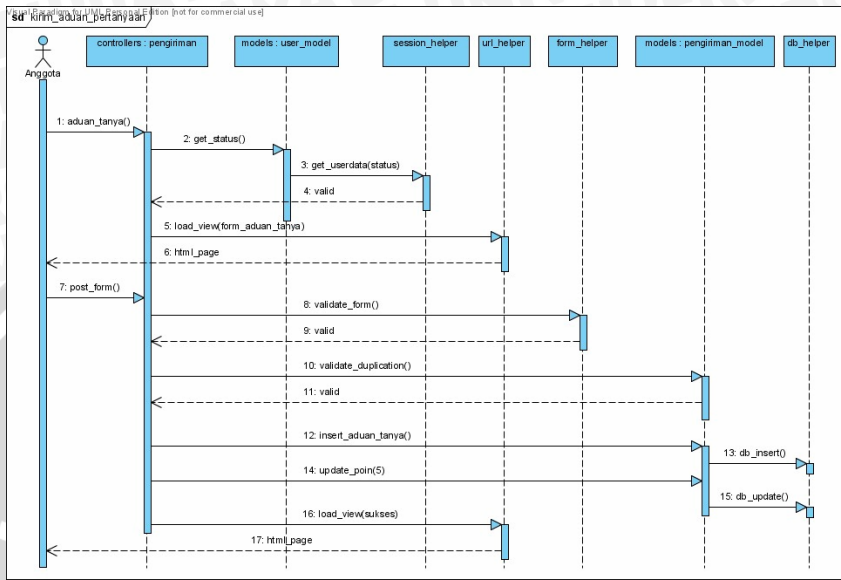 Visual Paradigm for UML Personal Edition [not for commercial use]
sd kirim_aduan_pertanyaan
controllers : pengiriman
models : user_model
session_helper
url_helper
form_helper
models : pengiriman_model
db_helper
Anggota
1: aduan_tanya()
2: get_status()
3: get_userdata(status)
4: valid
5: load_view(form_aduan_tanya)
6: html_page
7: post_form()
8: validate_form()
9: valid
10: validate_duplication()
11: valid
12: insert_aduan_tanya()
13: db_insert()
14: update_poin(5)
15: db_update()
16: load_view(sukses)
17: html_page